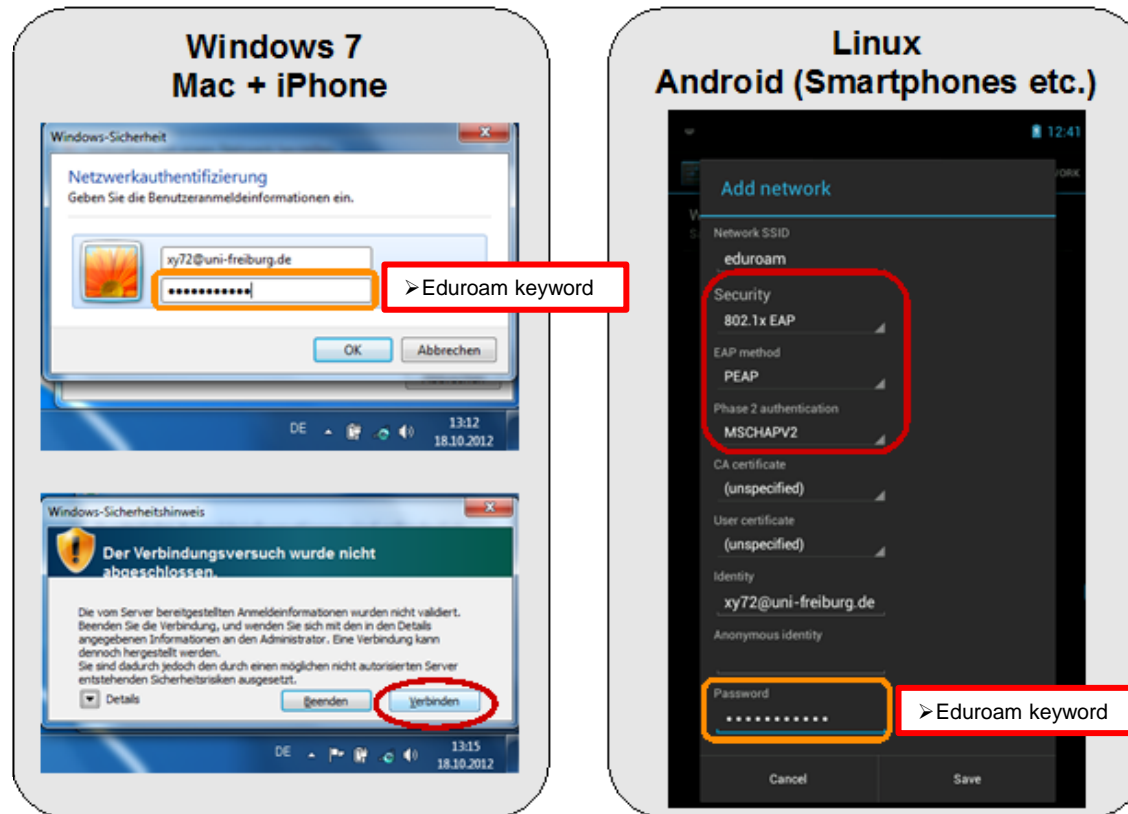 Windows 7
Mac + iPhone
Windows-Sicherheit
Netzwerkauthentifizierung
Geben Sie die Benutzeranmeldeinformationen ein.
xy72@uni-freiburg.de
➢Eduroam keyword
OK
Abbrechen
DE
13:12
18.10.2012
Windows-Sicherheitshinweis
Der Verbindungsversuch wurde nicht
abgeschlossen.
Die vom Server bereitgestellten Anmeldeinformationen wurden nicht validiert.
Beenden Sie die Verbindung, und wenden Sie sich mit den in den Details
angegebenen Informationen an den Administrator. Eine Verbindung kann
dennoch hergestellt werden.
Sie sind dadurch jedoch den durch einen möglichen nicht autorisierten Server
entstehenden Sicherheitsrisiken ausgesetzt.
Details
Beenden
Verbinden
DE
13:15
18.10.2012
Linux
Android (Smartphones etc.)
12:41
Add network
Network SSID
eduroam
Security
802.1x EAP
EAP method
PEAP
Phase 2 authentication
MSCHAPV2
CA certificate
(unspecified)
User certificate
(unspecified)
Identity
xy72@uni-freiburg.de
Anonymous identity
Password
➢Eduroam keyword
Cancel
Save